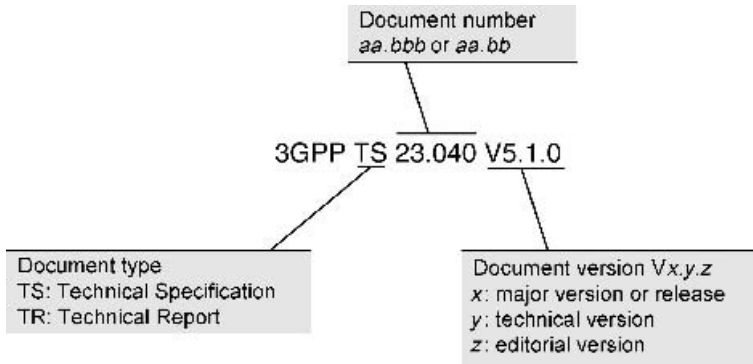 Document number
aa.bbb or aa.bb
3GPP TS 23.040 V5.1.0
Document type
TS: Technical Specification
TR: Technical Report
Document version Vx.y.z
x: major version or release
y: technical version
z: editorial version